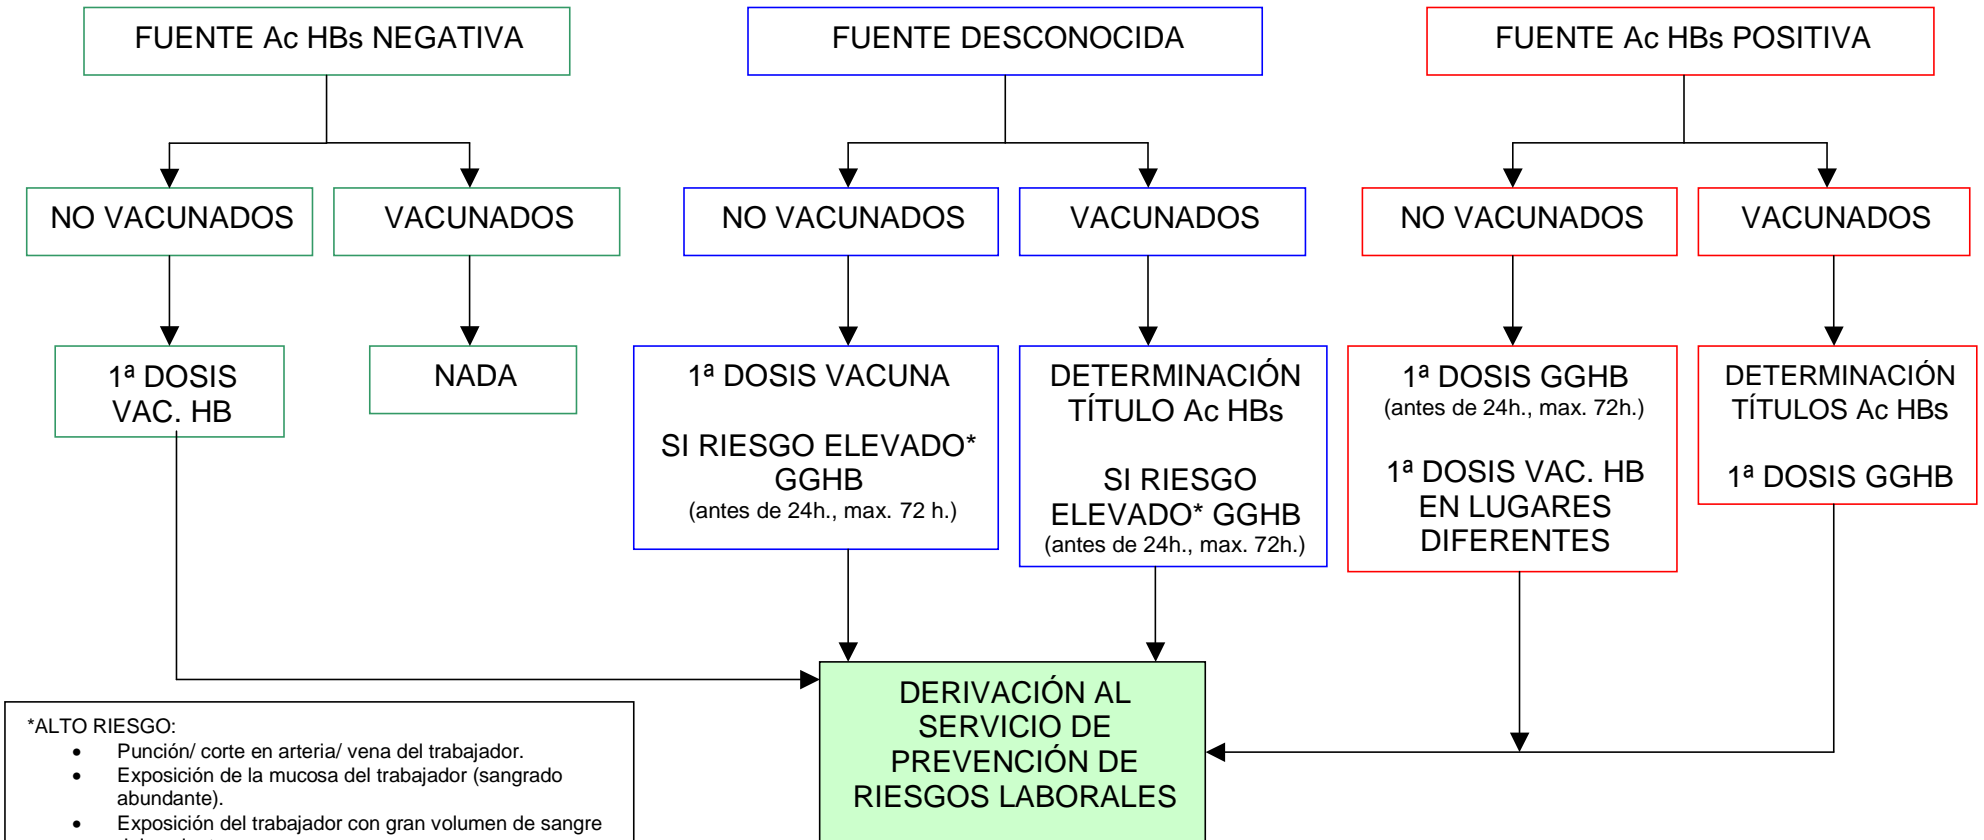 FUENTE Ac HBs NEGATIVA
FUENTE DESCONOCIDA
FUENTE Ac HBs POSITIVA
NO VACUNADOS
VACUNADOS
NO VACUNADOS
VACUNADOS
NO VACUNADOS
VACUNADOS
1ª DOSIS
VAC. HB
NADA
1ª DOSIS VACUNA
SI RIESGO ELEVADO*
GGHB
(antes de 24h., max. 72 h.)
DETERMINACIÓN
TÍTULO Ac HBs
SI RIESGO
ELEVADO* GGHB
(antes de 24h., max. 72h.)
1ª DOSIS GGHB
(antes de 24h., max. 72h.)
1ª DOSIS VAC. HB
EN LUGARES
DIFERENTES
DETERMINACIÓN
TÍTULOS Ac HBs
1ª DOSIS GGHB
DERIVACIÓN AL
SERVICIO DE
PREVENCIÓN DE
RIESGOS LABORALES
*ALTO RIESGO:
• Punción/ corte en arteria/ vena del trabajador.
• Exposición de la mucosa del trabajador (sangrado
abundante).
• Exposición del trabajador con gran volumen de sangre